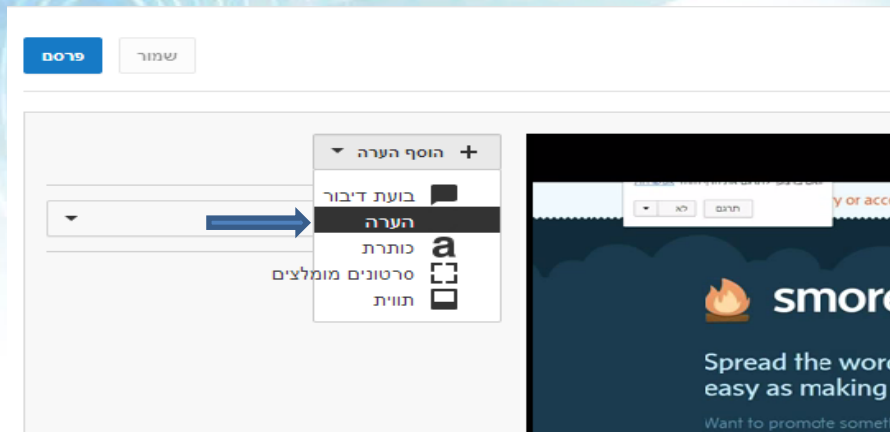 פרסם
שמור
הוסף הערה
בועת דיבור
הערה
כותרת
סרטונים מומלצים
תווית
תרגם
לא
y or acc
smore
Spread the word
easy as making
Want to promote somet